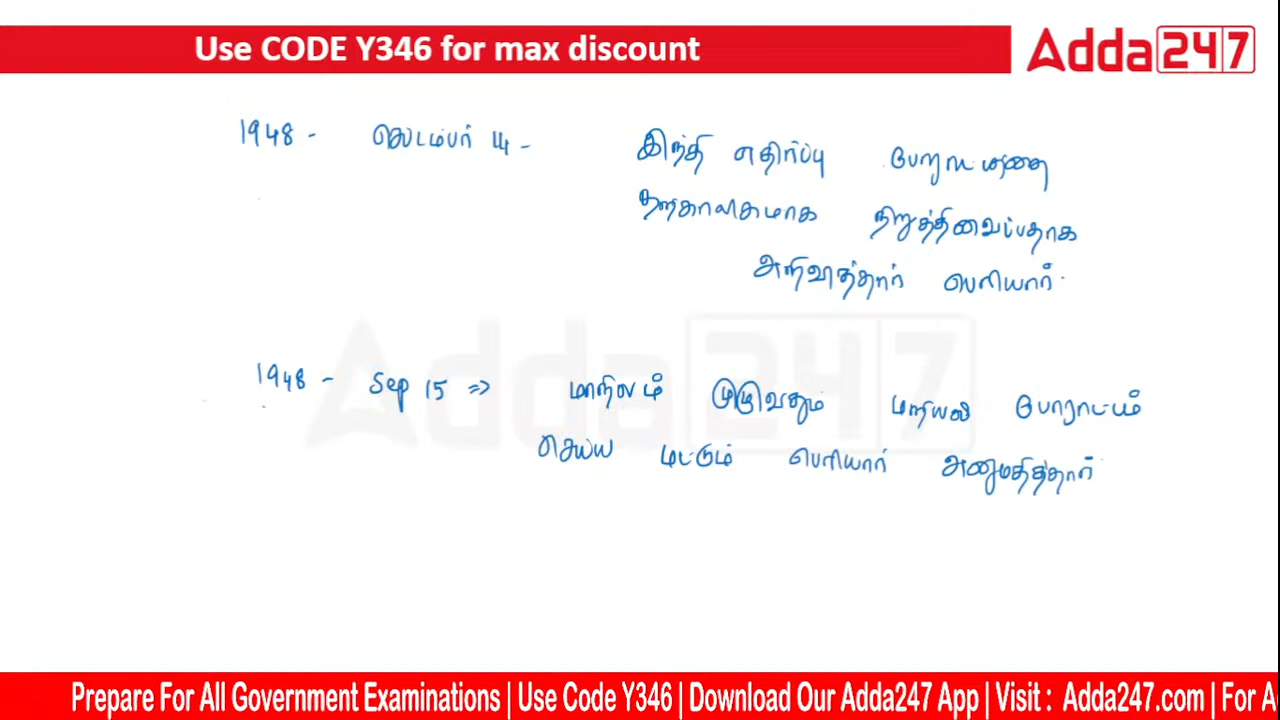 Use CODE Y346 for max discount
Adda247
1948 - செப்டம்பர் 14 - இந்தி எதிர்ப்பு போராட்டத்தை
தற்காலிகமாக நிறுத்திவைப்பதாக
அறிவித்தார் பெரியார்
Adda247
1948 - Sep 15 => மாநிலம் முழுவதும் மறியல் போராட்டம்
செய்ய மட்டும் பெரியார் அனுமதித்தார்
Prepare For All Government Examinations | Use Code Y346 | Download Our Adda247 App | Visit : Adda247.com | For A